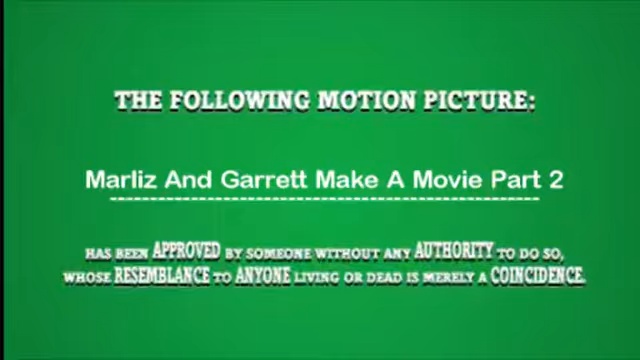 THE FOLLOWING MOTION PICTURE:
Marliz And Garrett Make A Movie Part 2
HAS BEEN APPROVED BY SOMEONE WITHOUT ANY AUTHORITY TO DO SO,
WHOSE RESEMBLANCE TO ANYONE LIVING OR DEAD IS MERELY A COINCIDENCE.